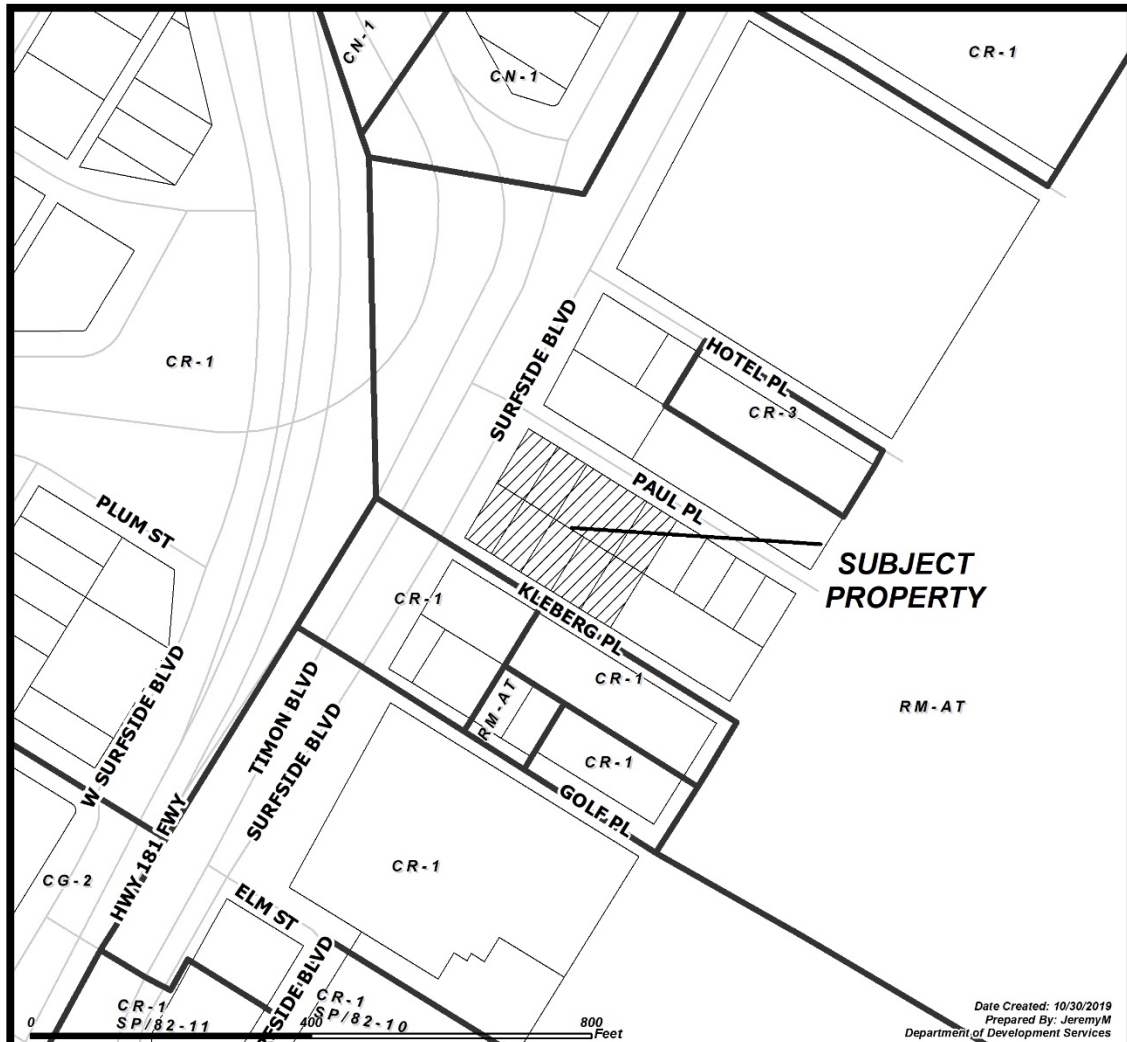 CN-1
CN-1
CR-1
SURFSIDE BLVD
HOTEL PL
CR-3
CR-1
PAUL PL
PLUM ST
SUBJECT
PROPERTY
KLEBERG PL
CR-1
CR-1
RM-AT
RM-AT
W SURFSIDE BLVD
TIMON BLVD
SURFSIDE BLVD
CR-1
GOLF PL
HWY 181 FWY
CR-1
CG-2
ELM ST
FSIDE BLVD
CR-1
SP/82-11
CR-1
SP/82-10
0
400
800
Feet
Date Created: 10/30/2019
Prepared By: JeremyM
Department of Development Services